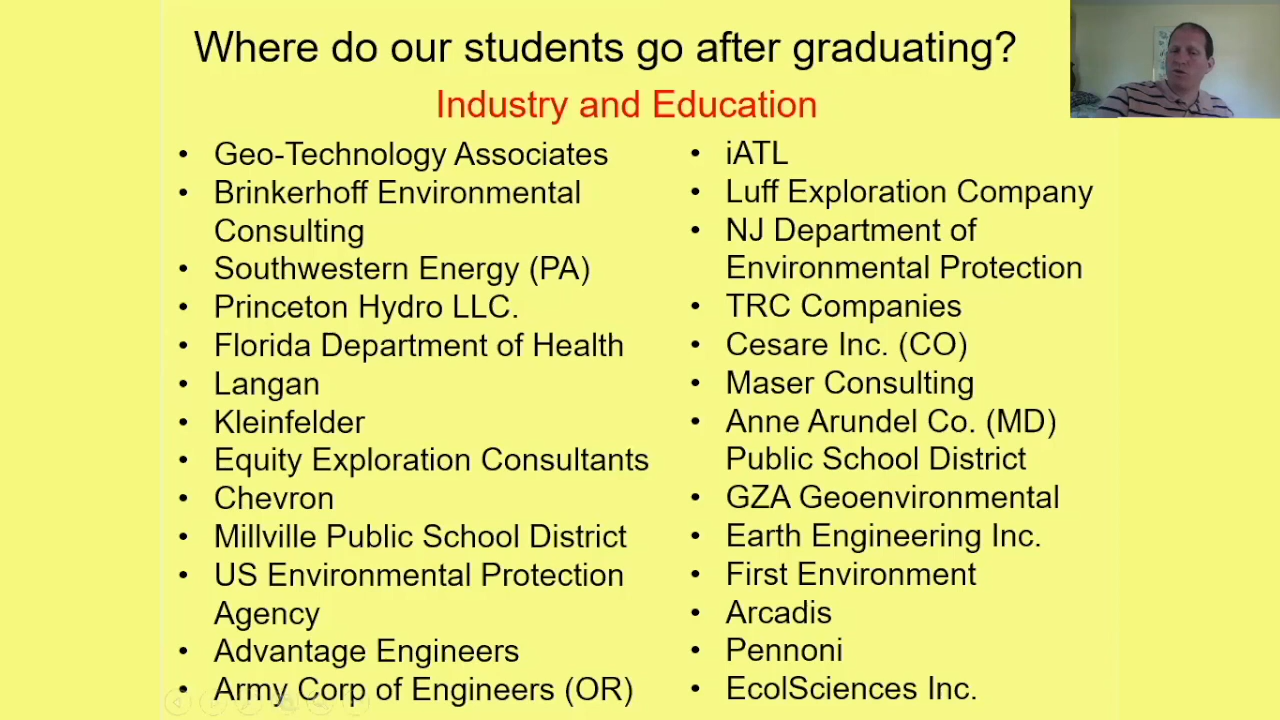 Where do our students go after graduating?
Industry and Education
• Geo-Technology Associates
• Brinkerhoff Environmental
Consulting
• Southwestern Energy (PA)
• Princeton Hydro LLC.
• Florida Department of Health
• Langan
• Kleinfelder
• Equity Exploration Consultants
• Chevron
• Millville Public School District
• US Environmental Protection
Agency
• Advantage Engineers
• Army Corp of Engineers (OR)
• iATL
• Luff Exploration Company
• NJ Department of
Environmental Protection
• TRC Companies
• Cesare Inc. (CO)
• Maser Consulting
• Anne Arundel Co. (MD)
Public School District
• GZA Geoenvironmental
• Earth Engineering Inc.
• First Environment
• Arcadis
• Pennoni
• EcolSciences Inc.